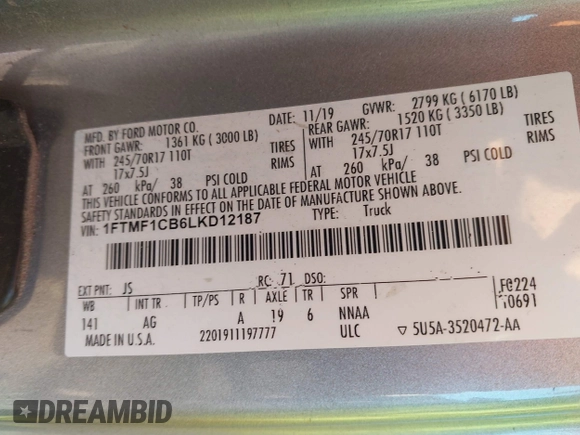 MFD. BY FORD MOTOR CO.
DATE: 11/19 GVWR: 2799 KG ( 6170 LB)
FRONT GAWR: 1361 KG ( 3000 LB)
REAR GAWR: 1520 KG ( 3350 LB)
WITH 245/70R17 110T TIRES
WITH 245/70R17 110T TIRES
17x7.5J RIMS
17x7.5J RIMS
AT 260 kPa/ 38 PSI COLD
AT 260 kPa/ 38 PSI COLD
THIS VEHICLE CONFORMS TO ALL APPLICABLE FEDERAL MOTOR VEHICLE
SAFETY STANDARDS IN EFFECT ON THE DATE OF MANUFACTURE SHOWN ABOVE.
VIN: 1FTMF1CB6LKD12187 TYPE: Truck
EXT PNT: JS RC: 71 DSO:
WB INT TR TP/PS R AXLE TR SPR
141 AG A 19 6 NNAA
MADE IN U.S.A. 2201911197777 ULC
▽ 5U5A-3520472-AA
DREAMBID